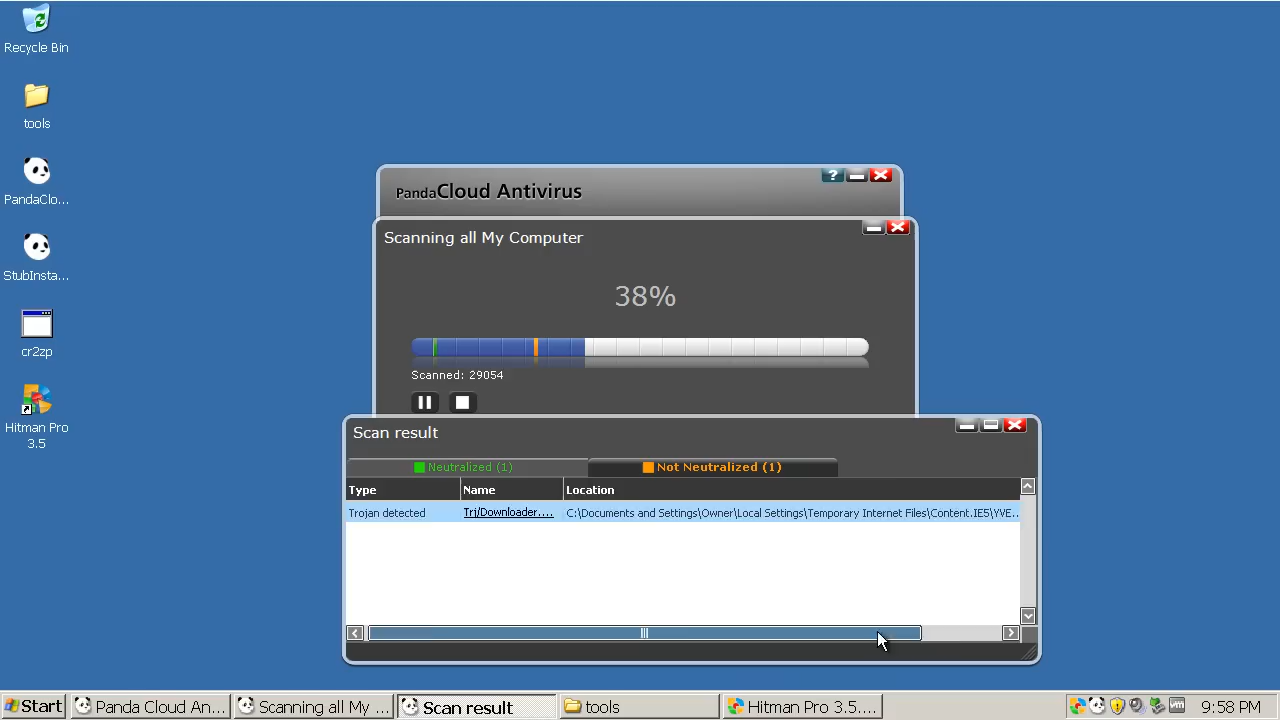 Recycle Bin
tools
PandaClo...
StubInsta...
cr2zp
Hitman Pro
3.5
PandaCloud Antivirus
?
Scanning all My Computer
38%
Scanned: 29054
Scan result
Neutralized (1)
Not Neutralized (1)
Type
Name
Location
Trojan detected
Trj/Downloader....
C:\Documents and Settings\Owner\Local Settings\Temporary Internet Files\Content.IE5\YVE...
Start
Panda Cloud An...
Scanning all My ...
Scan result
tools
Hitman Pro 3.5....
vm
9:58 PM